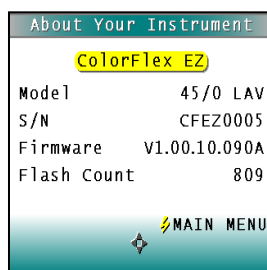 About Your Instrument
ColorFlex EZ
Model 45/0 LAV
S/N CFEZ0005
Firmware V1.00.10.090A
Flash Count 809
MAIN MENU